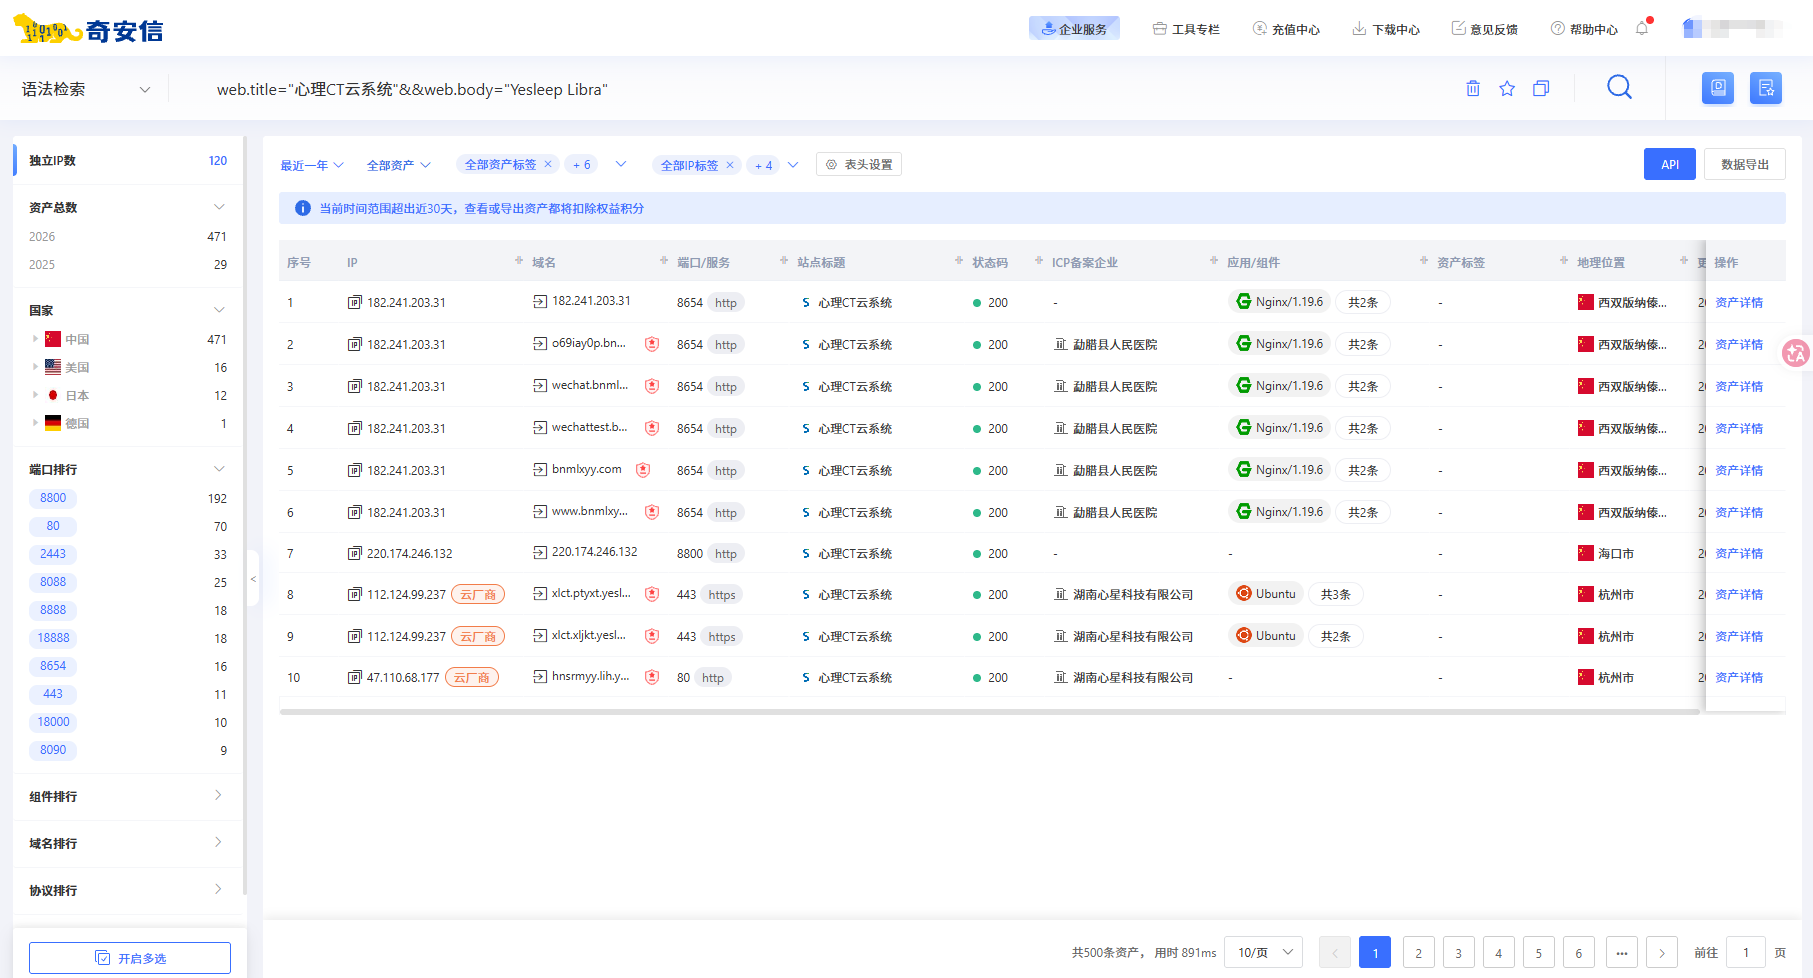 奇安信
企业服务 工具专栏 充值中心 下载中心 意见反馈 帮助中心
语法检索 web.title="心理CT云系统"&&web.body="Yesleep Libra"
独立IP数 120
资产总数
2026 471
2025 29
国家
中国 471
美国 16
日本 12
德国 1
端口排行
8800 192
80 70
2443 33
8088 25
8888 18
18888 18
8654 16
443 11
18000 10
8090 9
组件排行
域名排行
协议排行
开启多选
最近一年 全部资产 全部资产标签 × + 6 全部IP标签 × + 4 表头设置 API 数据导出
当前时间范围超出近30天，查看或导出资产都将扣除权益积分
序号 IP 域名 端口/服务 站点标题 状态码 ICP备案企业 应用/组件 资产标签 地理位置 操作
1 182.241.203.31 182.241.203.31 8654 http 心理CT云系统 200 - Nginx/1.19.6 共2条 - 西双版纳傣... 资产详情
2 182.241.203.31 o69iay0p.bn... 8654 http 心理CT云系统 200 勐腊县人民医院 Nginx/1.19.6 共2条 - 西双版纳傣... 资产详情
3 182.241.203.31 wechat.bnml... 8654 http 心理CT云系统 200 勐腊县人民医院 Nginx/1.19.6 共2条 - 西双版纳傣... 资产详情
4 182.241.203.31 wechattest.b... 8654 http 心理CT云系统 200 勐腊县人民医院 Nginx/1.19.6 共2条 - 西双版纳傣... 资产详情
5 182.241.203.31 bnmlxyy.com 8654 http 心理CT云系统 200 勐腊县人民医院 Nginx/1.19.6 共2条 - 西双版纳傣... 资产详情
6 182.241.203.31 www.bnmlxy... 8654 http 心理CT云系统 200 勐腊县人民医院 Nginx/1.19.6 共2条 - 西双版纳傣... 资产详情
7 220.174.246.132 220.174.246.132 8800 http 心理CT云系统 200 - - - 海口市 资产详情
8 112.124.99.237 云厂商 xlct.ptyxt.yesl... 443 https 心理CT云系统 200 湖南心星科技有限公司 Ubuntu 共3条 - 杭州市 资产详情
9 112.124.99.237 云厂商 xlct.xljkt.yesl... 443 https 心理CT云系统 200 湖南心星科技有限公司 Ubuntu 共2条 - 杭州市 资产详情
10 47.110.68.177 云厂商 hnsrmyy.lih.y... 80 http 心理CT云系统 200 湖南心星科技有限公司 - - 杭州市 资产详情
共500条资产， 用时 891ms 10/页 < 1 2 3 4 5 6 ... > 前往 1 页